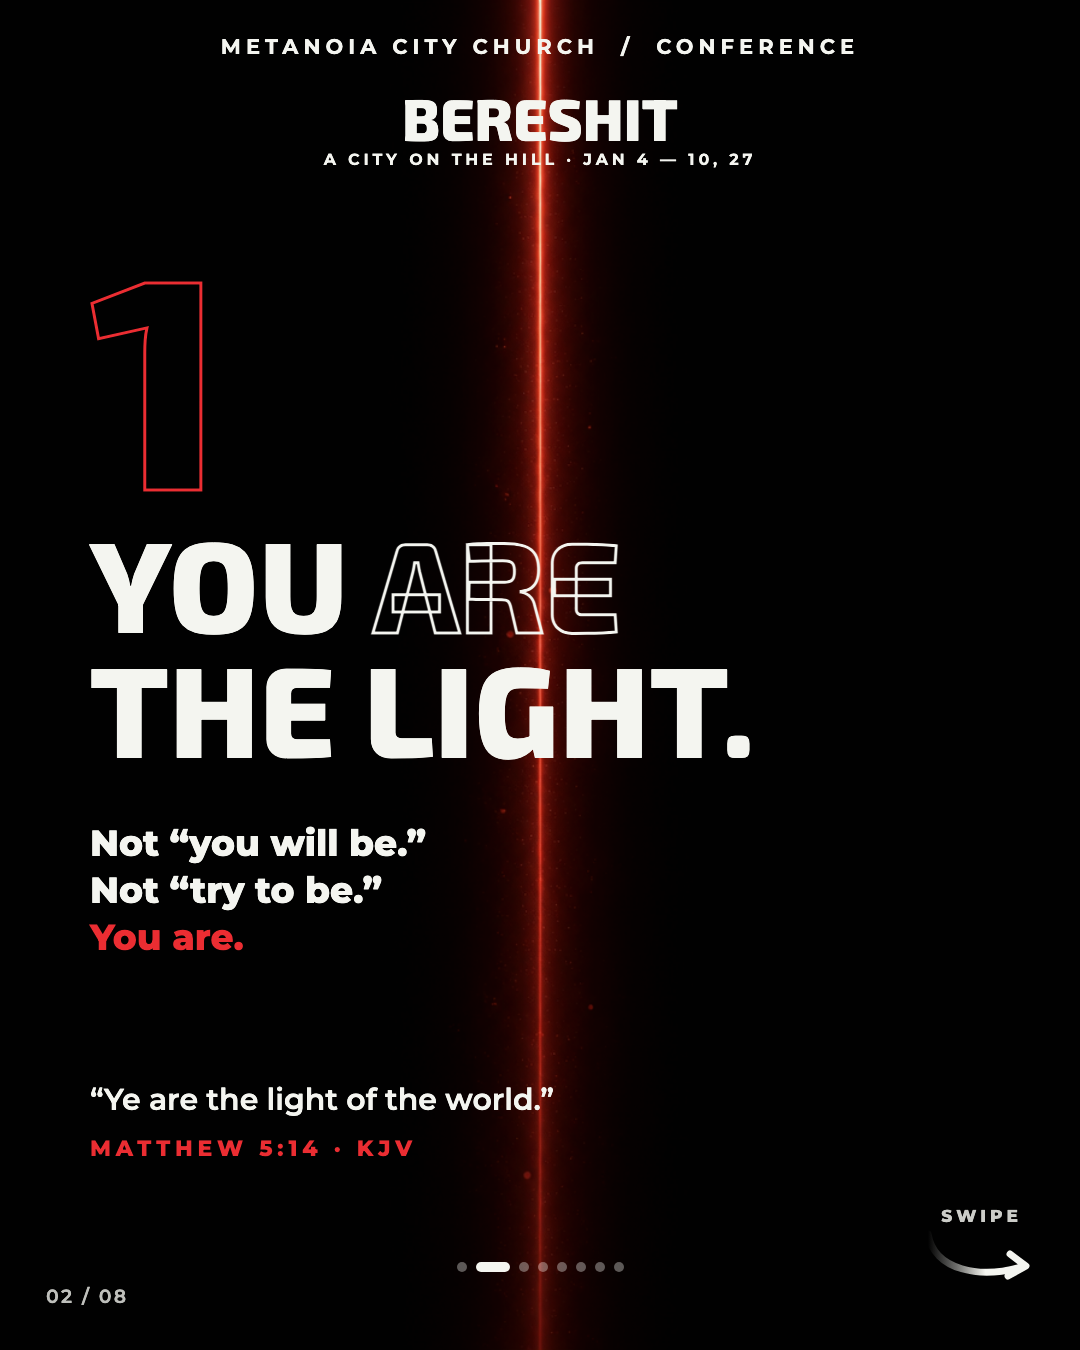 METANOIA CITY CHURCH / CONFERENCE
BERESHIT
A CITY ON THE HILL · JAN 4 — 10, 27
1
YOU ARE
THE LIGHT.
Not “you will be.”
Not “try to be.”
You are.
“Ye are the light of the world.”
MATTHEW 5:14 · KJV
SWIPE
02 / 08